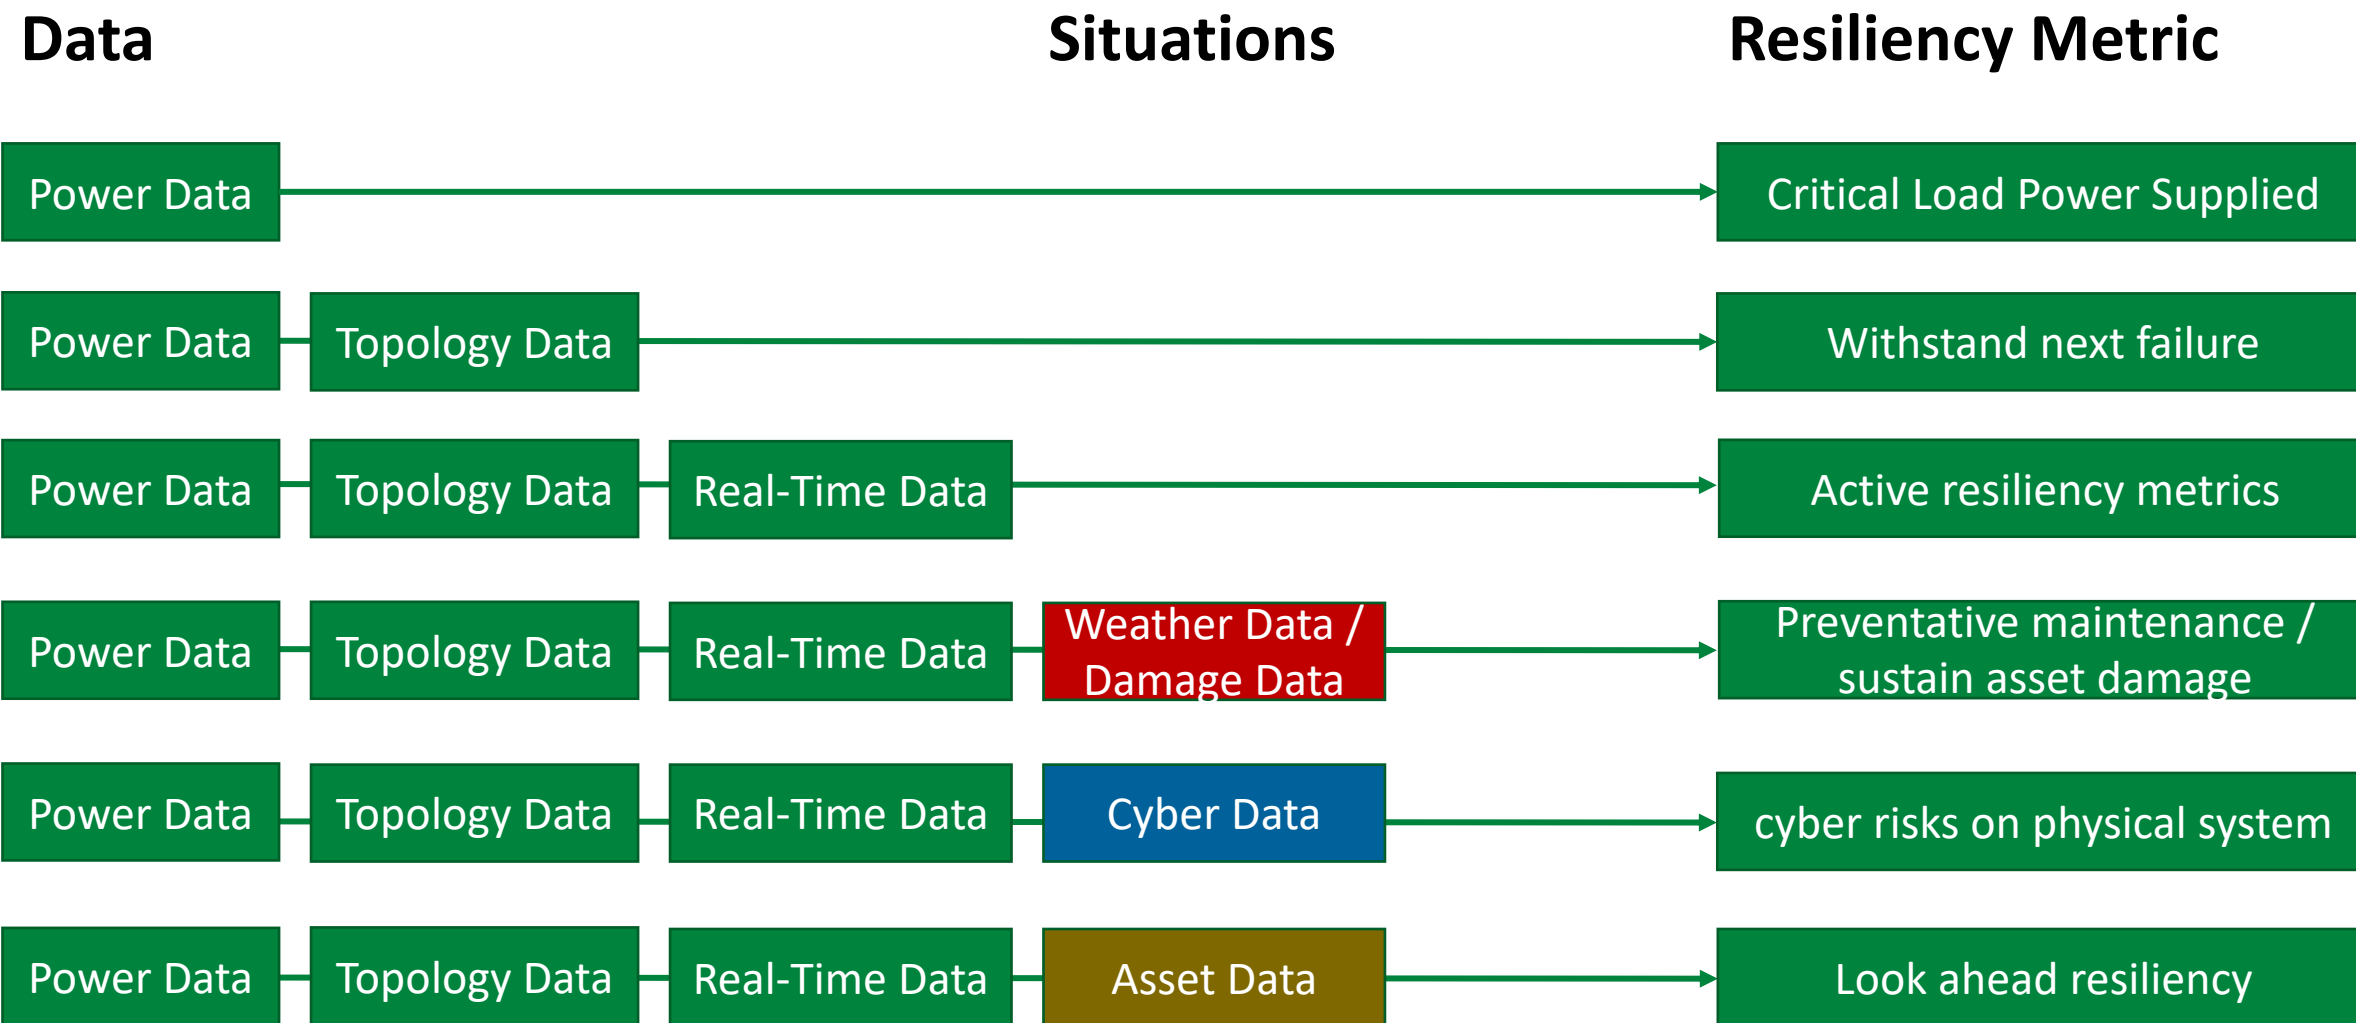 Data Situations Resiliency Metric
Power Data Critical Load Power Supplied
Power Data Topology Data Withstand next failure
Power Data Topology Data Real-Time Data Active resiliency metrics
Power Data Topology Data Real-Time Data Weather Data /
Damage Data Preventative maintenance /
sustain asset damage
Power Data Topology Data Real-Time Data Cyber Data cyber risks on physical system
Power Data Topology Data Real-Time Data Asset Data Look ahead resiliency